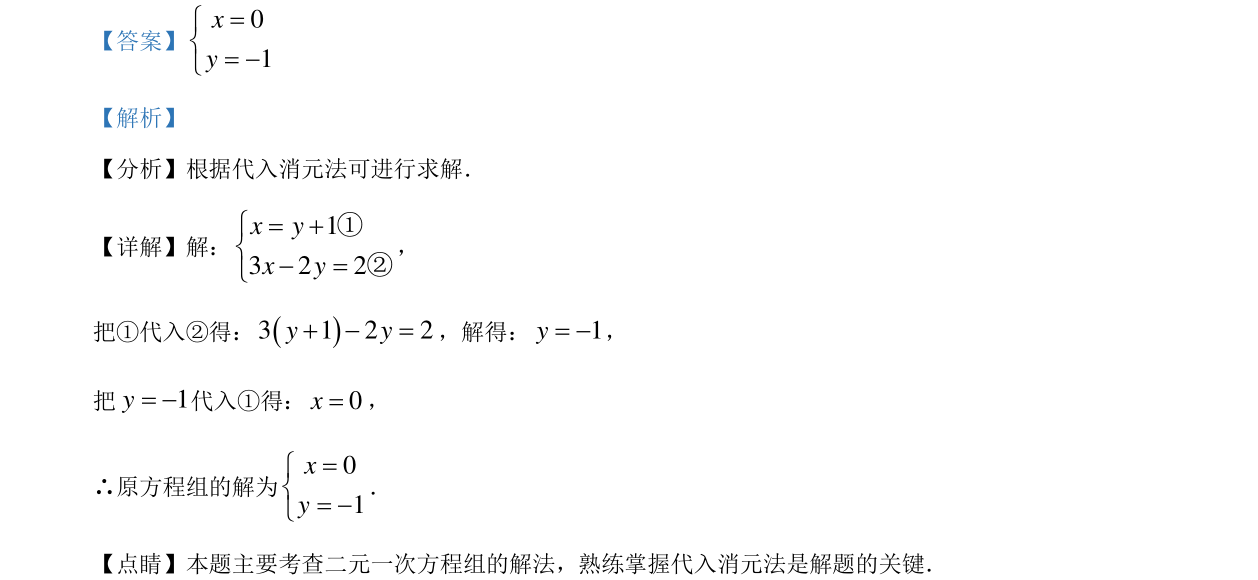 【答案】{x=0
y=−1
【解析】
【分析】根据代入消元法可进行求解．
【详解】解：{x=y+1①
3x−2y=2②，
把①代入②得：3(y+1)−2y=2，解得：y=−1，
把y=−1代入①得：x=0，
∴原方程组的解为{x=0
y=−1．
【点睛】本题主要考查二元一次方程组的解法，熟练掌握代入消元法是解题的关键．